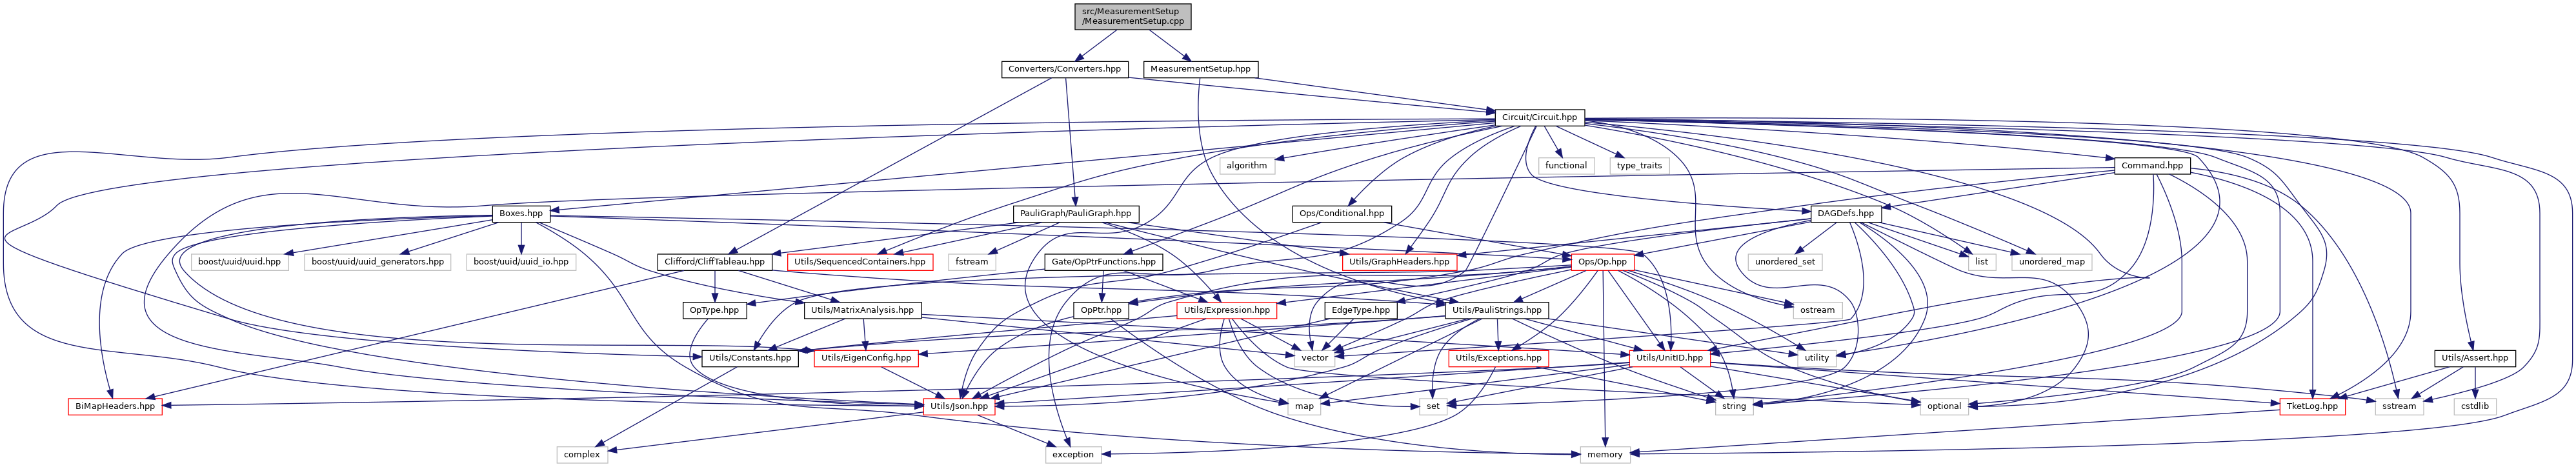 src/MeasurementSetup
/MeasurementSetup.cpp
Converters/Converters.hpp
MeasurementSetup.hpp
Circuit/Circuit.hpp
algorithm
functional
type_traits
Command.hpp
Boxes.hpp
PauliGraph/PauliGraph.hpp
Ops/Conditional.hpp
DAGDefs.hpp
boost/uuid/uuid.hpp
boost/uuid/uuid_generators.hpp
boost/uuid/uuid_io.hpp
Clifford/CliffTableau.hpp
Utils/SequencedContainers.hpp
fstream
Gate/OpPtrFunctions.hpp
Utils/GraphHeaders.hpp
Ops/Op.hpp
unordered_set
list
unordered_map
OpType.hpp
Utils/MatrixAnalysis.hpp
OpPtr.hpp
Utils/Expression.hpp
EdgeType.hpp
Utils/PauliStrings.hpp
ostream
Utils/Constants.hpp
Utils/EigenConfig.hpp
vector
Utils/Exceptions.hpp
Utils/UnitID.hpp
utility
Utils/Assert.hpp
BiMapHeaders.hpp
Utils/Json.hpp
map
set
string
optional
TketLog.hpp
sstream
cstdlib
complex
exception
memory